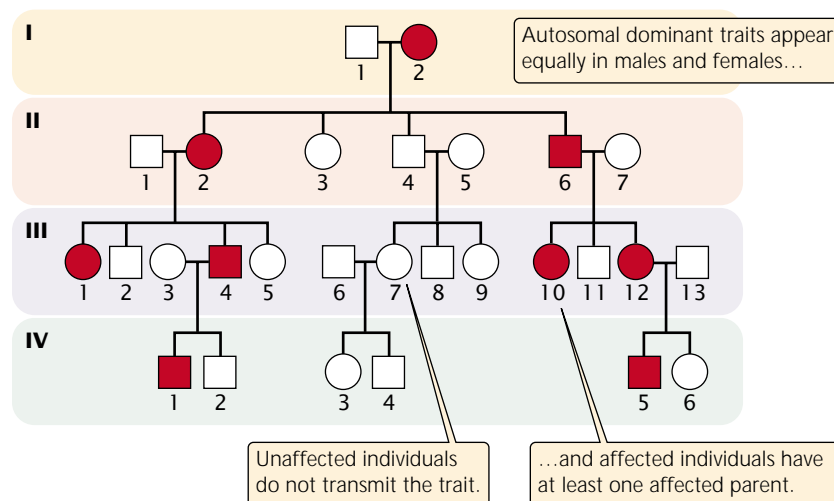 I
Autosomal dominant traits appear
equally in males and females…
1 2
II
1 2 3 4 5 6 7
III
1 2 3 4 5 6 7 8 9 10 11 12 13
IV
1 2 3 4 5 6
Unaffected individuals
do not transmit the trait.
…and affected individuals have
at least one affected parent.